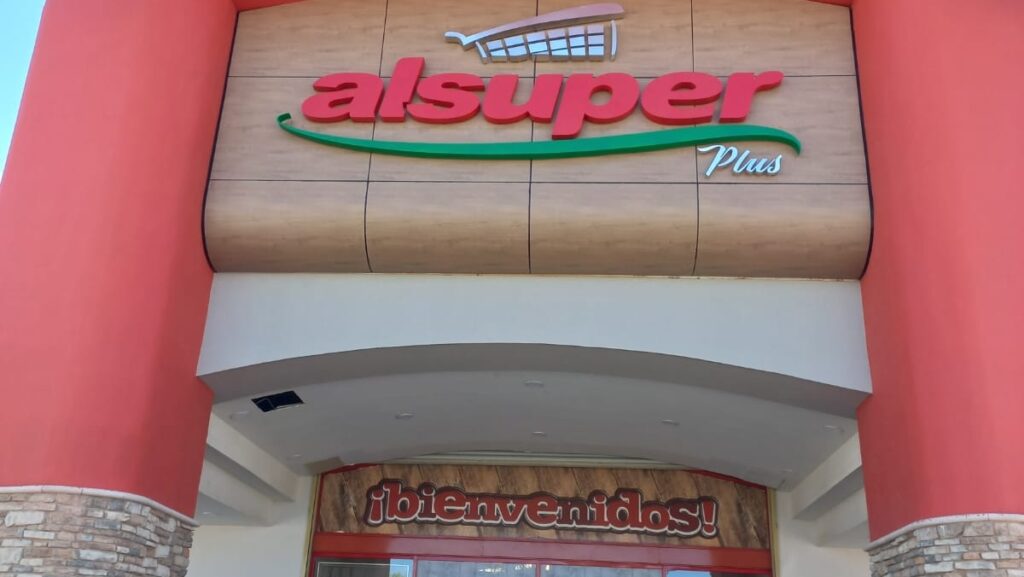 alsuper
Plus
¡bienvenidos!